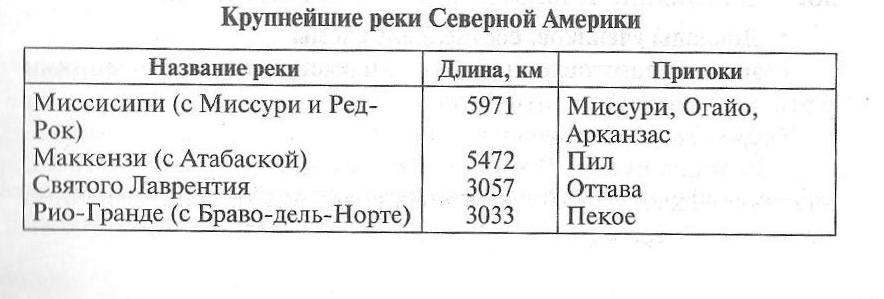 Крупнейшие реки Северной Америки
Название реки Длина, км Притоки
Миссисипи (с Миссури и Ред- 5971 Миссури, Огайо,
Рок) Арканзас
Маккензи (с Атабаской) 5472 Пил
Святого Лаврентия 3057 Оттава
Рио-Гранде (с Браво-дель-Норте) 3033 Пекое